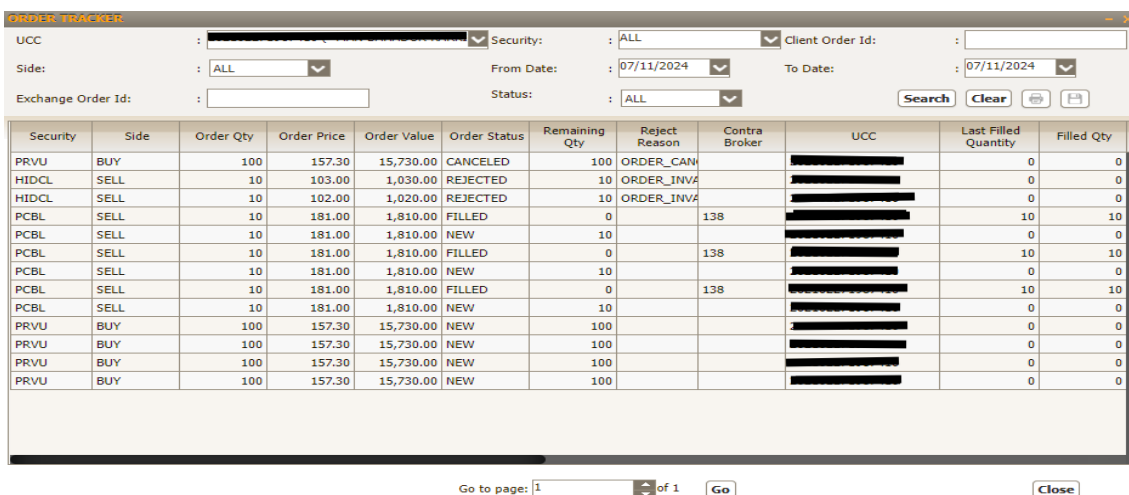 ORDER TRACKER
UCC : Security: : ALL Client Order Id: :
Side: : ALL From Date: : 07/11/2024 To Date: : 07/11/2024
Exchange Order Id: : Status: : ALL Search Clear
Security Side Order Qty Order Price Order Value Order Status Remaining Qty Reject Reason Contra Broker UCC Last Filled Quantity Filled Qty
PRVU BUY 100 157.30 15,730.00 CANCELED 100 ORDER_CAN 0 0
HIDCL SELL 10 103.00 1,030.00 REJECTED 10 ORDER_INVA 0 0
HIDCL SELL 10 102.00 1,020.00 REJECTED 10 ORDER_INVA 0 0
PCBL SELL 10 181.00 1,810.00 FILLED 0 138 10 10
PCBL SELL 10 181.00 1,810.00 NEW 10 0 0
PCBL SELL 10 181.00 1,810.00 FILLED 0 138 10 10
PCBL SELL 10 181.00 1,810.00 NEW 10 0 0
PCBL SELL 10 181.00 1,810.00 FILLED 0 138 10 10
PCBL SELL 10 181.00 1,810.00 NEW 10 0 0
PRVU BUY 100 157.30 15,730.00 NEW 100 0 0
PRVU BUY 100 157.30 15,730.00 NEW 100 0 0
PRVU BUY 100 157.30 15,730.00 NEW 100 0 0
PRVU BUY 100 157.30 15,730.00 NEW 100 0 0
Go to page: 1 of 1 Go Close